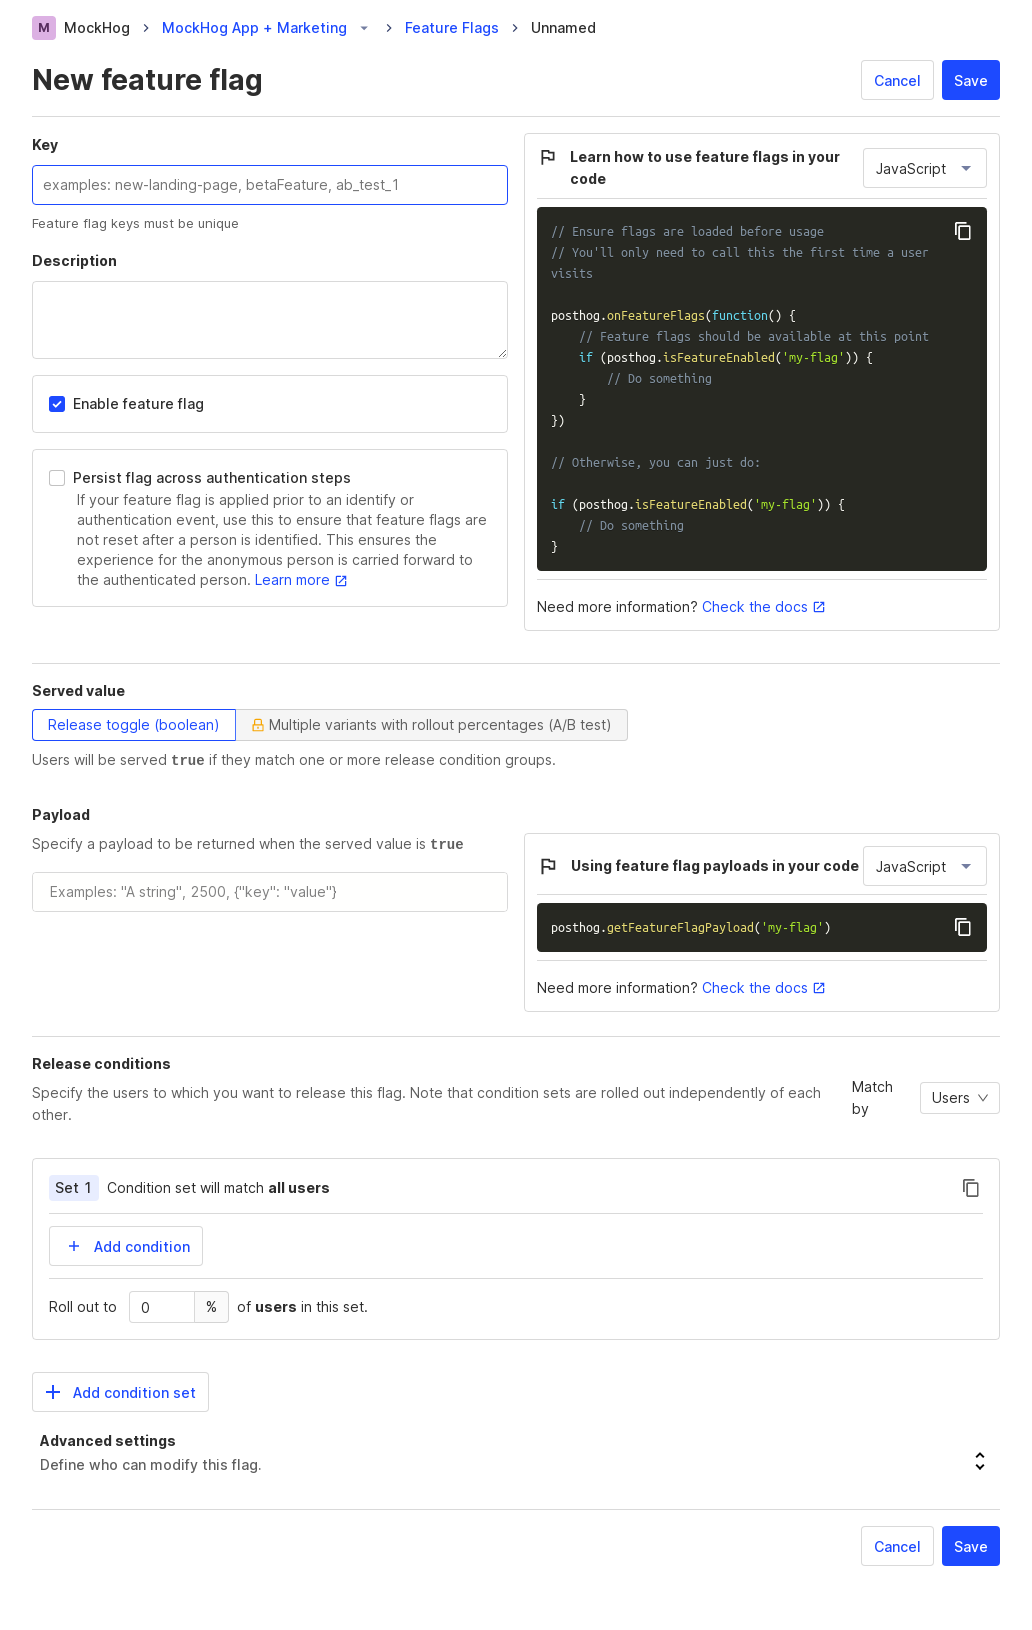 M MockHog > MockHog App + Marketing > Feature Flags > Unnamed
New feature flag
Cancel
Save
Key
examples: new-landing-page, betaFeature, ab_test_1
Feature flag keys must be unique
Description
Enable feature flag
Persist flag across authentication steps
If your feature flag is applied prior to an identify or
authentication event, use this to ensure that feature flags are
not reset after a person is identified. This ensures the
experience for the anonymous person is carried forward to
the authenticated person. Learn more
Learn how to use feature flags in your
code
JavaScript
// Ensure flags are loaded before usage
// You'll only need to call this the first time a user
visits
posthog.onFeatureFlags(function() {
    // Feature flags should be available at this point
    if (posthog.isFeatureEnabled('my-flag')) {
        // Do something
    }
})
// Otherwise, you can just do:
if (posthog.isFeatureEnabled('my-flag')) {
    // Do something
}
Need more information? Check the docs
Served value
Release toggle (boolean)
Multiple variants with rollout percentages (A/B test)
Users will be served true if they match one or more release condition groups.
Payload
Specify a payload to be returned when the served value is true
Examples: "A string", 2500, {"key": "value"}
Using feature flag payloads in your code
JavaScript
posthog.getFeatureFlagPayload('my-flag')
Need more information? Check the docs
Release conditions
Specify the users to which you want to release this flag. Note that condition sets are rolled out independently of each
other.
Match
by
Users
Set 1 Condition set will match all users
Add condition
Roll out to 0 % of users in this set.
Add condition set
Advanced settings
Define who can modify this flag.
Cancel
Save